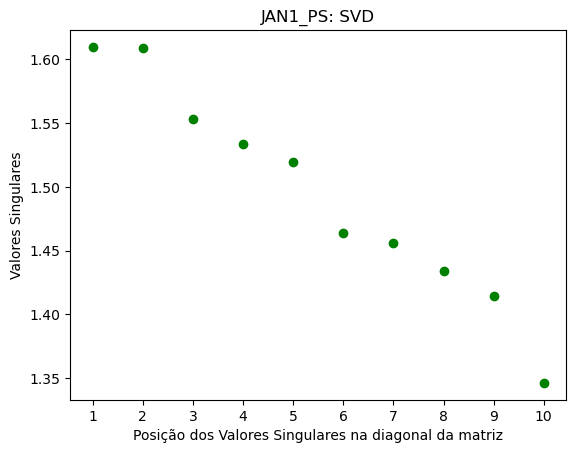 JAN1_PS: SVD
Valores Singulares
1.60
1.55
1.50
1.45
1.40
1.35
1 2 3 4 5 6 7 8 9 10
Posição dos Valores Singulares na diagonal da matriz